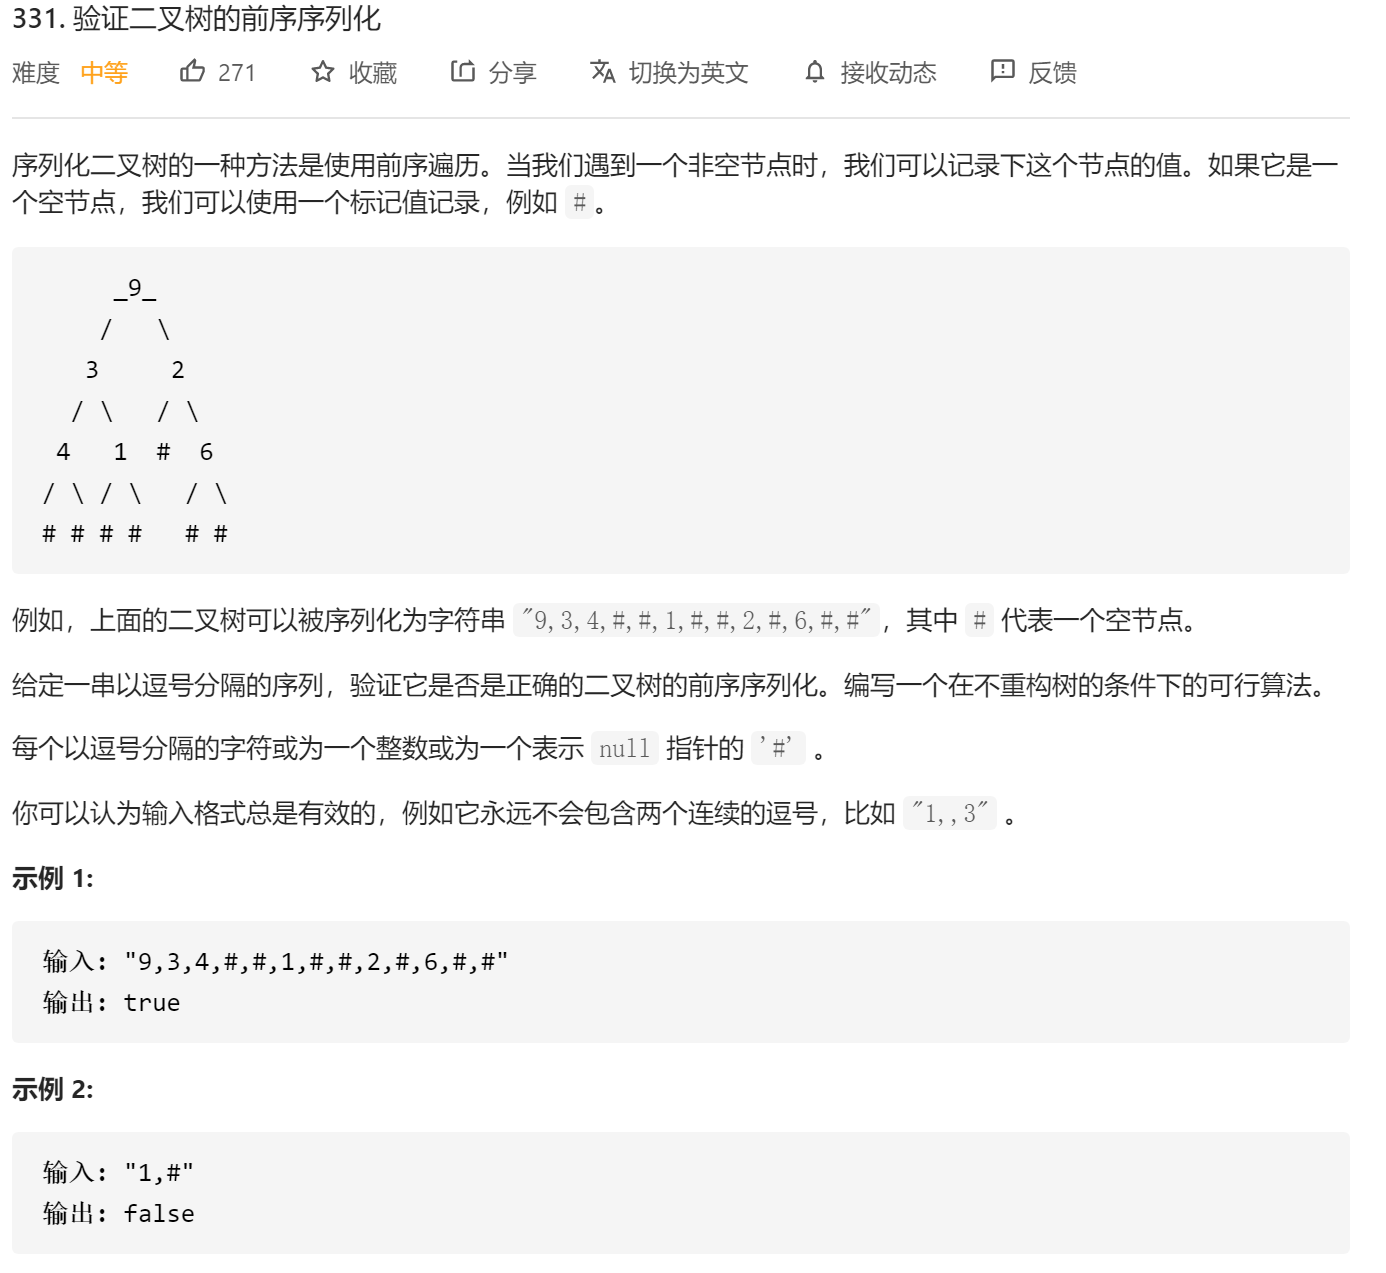 331. 验证二叉树的前序序列化
难度 中等 271 收藏 分享 切换为英文 接收动态 反馈
序列化二叉树的一种方法是使用前序遍历。当我们遇到一个非空节点时，我们可以记录下这个节点的值。如果它是一
个空节点，我们可以使用一个标记值记录，例如 #。
     _9_
    /   \
   3     2
  / \   / \
 4   1  #  6
/ \ / \   / \
# # # #   # #
例如，上面的二叉树可以被序列化为字符串 "9,3,4,#,#,1,#,#,2,#,6,#,#"，其中 # 代表一个空节点。
给定一串以逗号分隔的序列，验证它是否是正确的二叉树的前序序列化。编写一个在不重构树的条件下的可行算法。
每个以逗号分隔的字符或为一个整数或为一个表示 null 指针的 '#' 。
你可以认为输入格式总是有效的，例如它永远不会包含两个连续的逗号，比如 "1,,3" 。
示例 1:
输入: "9,3,4,#,#,1,#,#,2,#,6,#,#"
输出: true
示例 2:
输入: "1,#"
输出: false